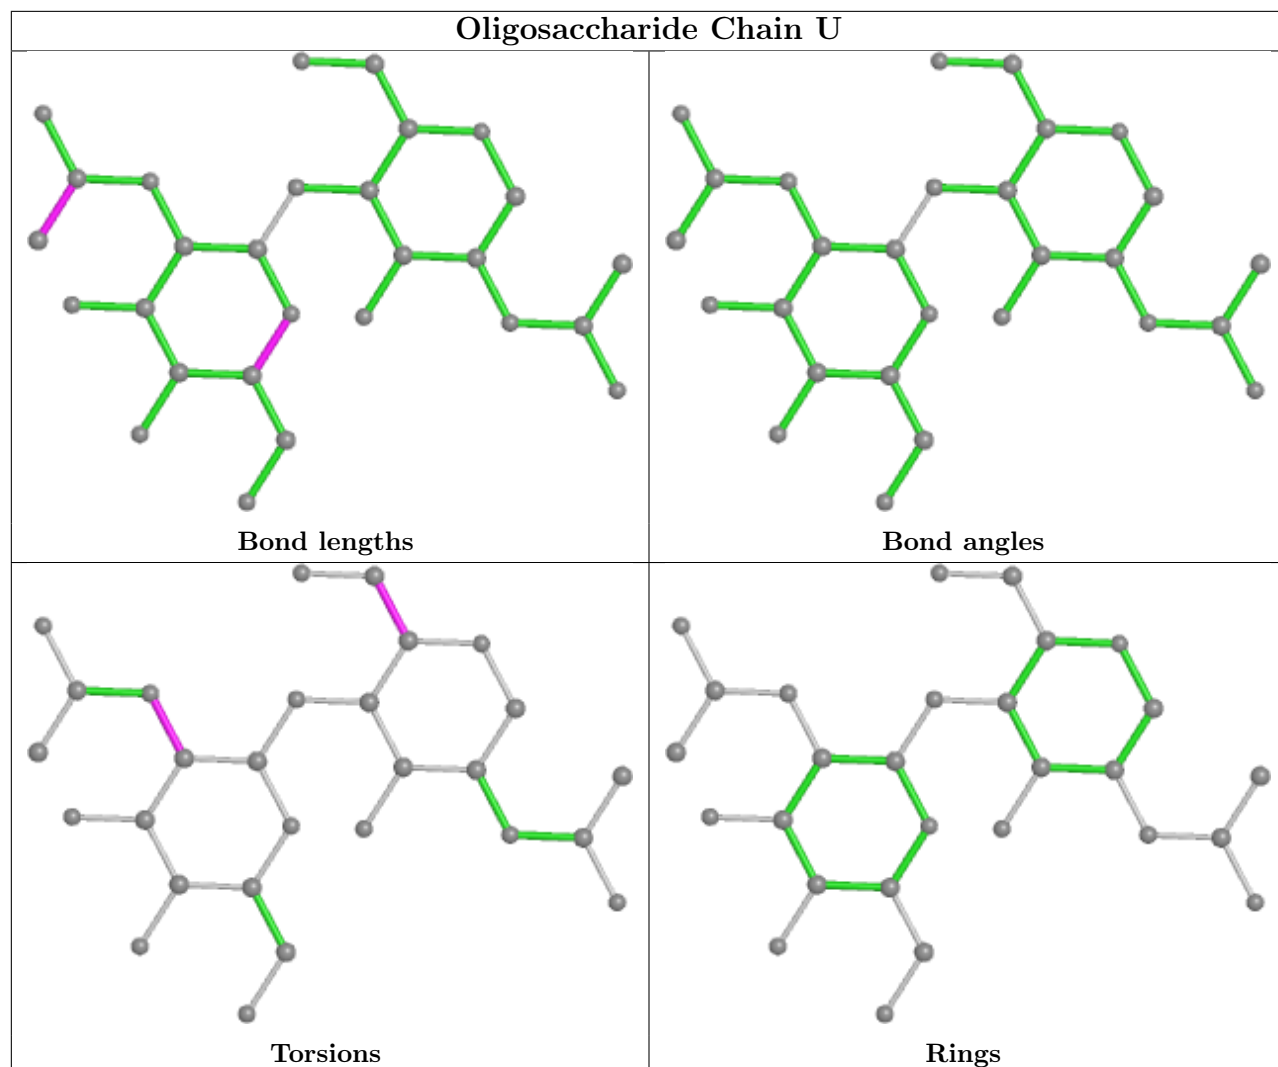 Oligosaccharide Chain U
Bond lengths
Bond angles
Torsions
Rings